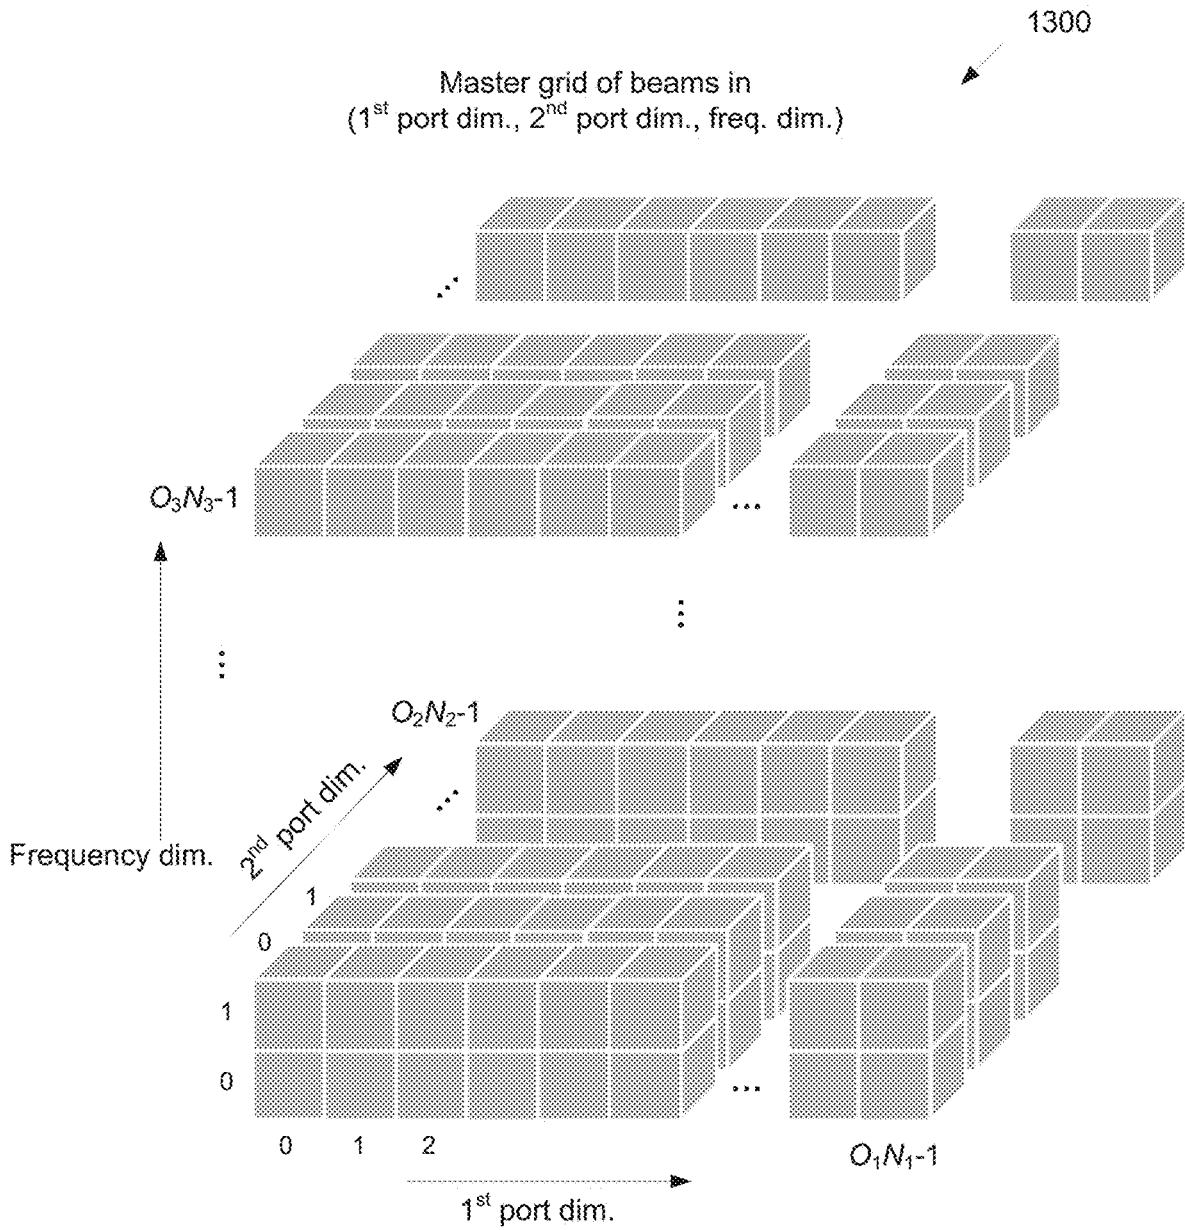 1300
Master grid of beams in
(1st port dim., 2nd port dim., freq. dim.)
O3N3-1
O2N2-1
2nd port dim.
Frequency dim.
1
0
1
0
0 1 2
O1N1-1
1st port dim.